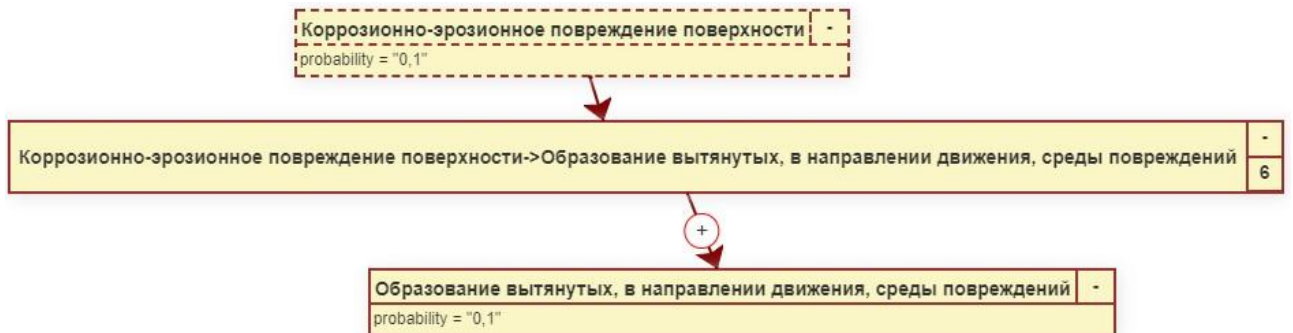 Коррозионно-эрозионное повреждение поверхности -
probability = "0,1"
Коррозионно-эрозионное повреждение поверхности->Образование вытянутых, в направлении движения, среды повреждений
-
6
+
Образование вытянутых, в направлении движения, среды повреждений -
probability = "0,1"